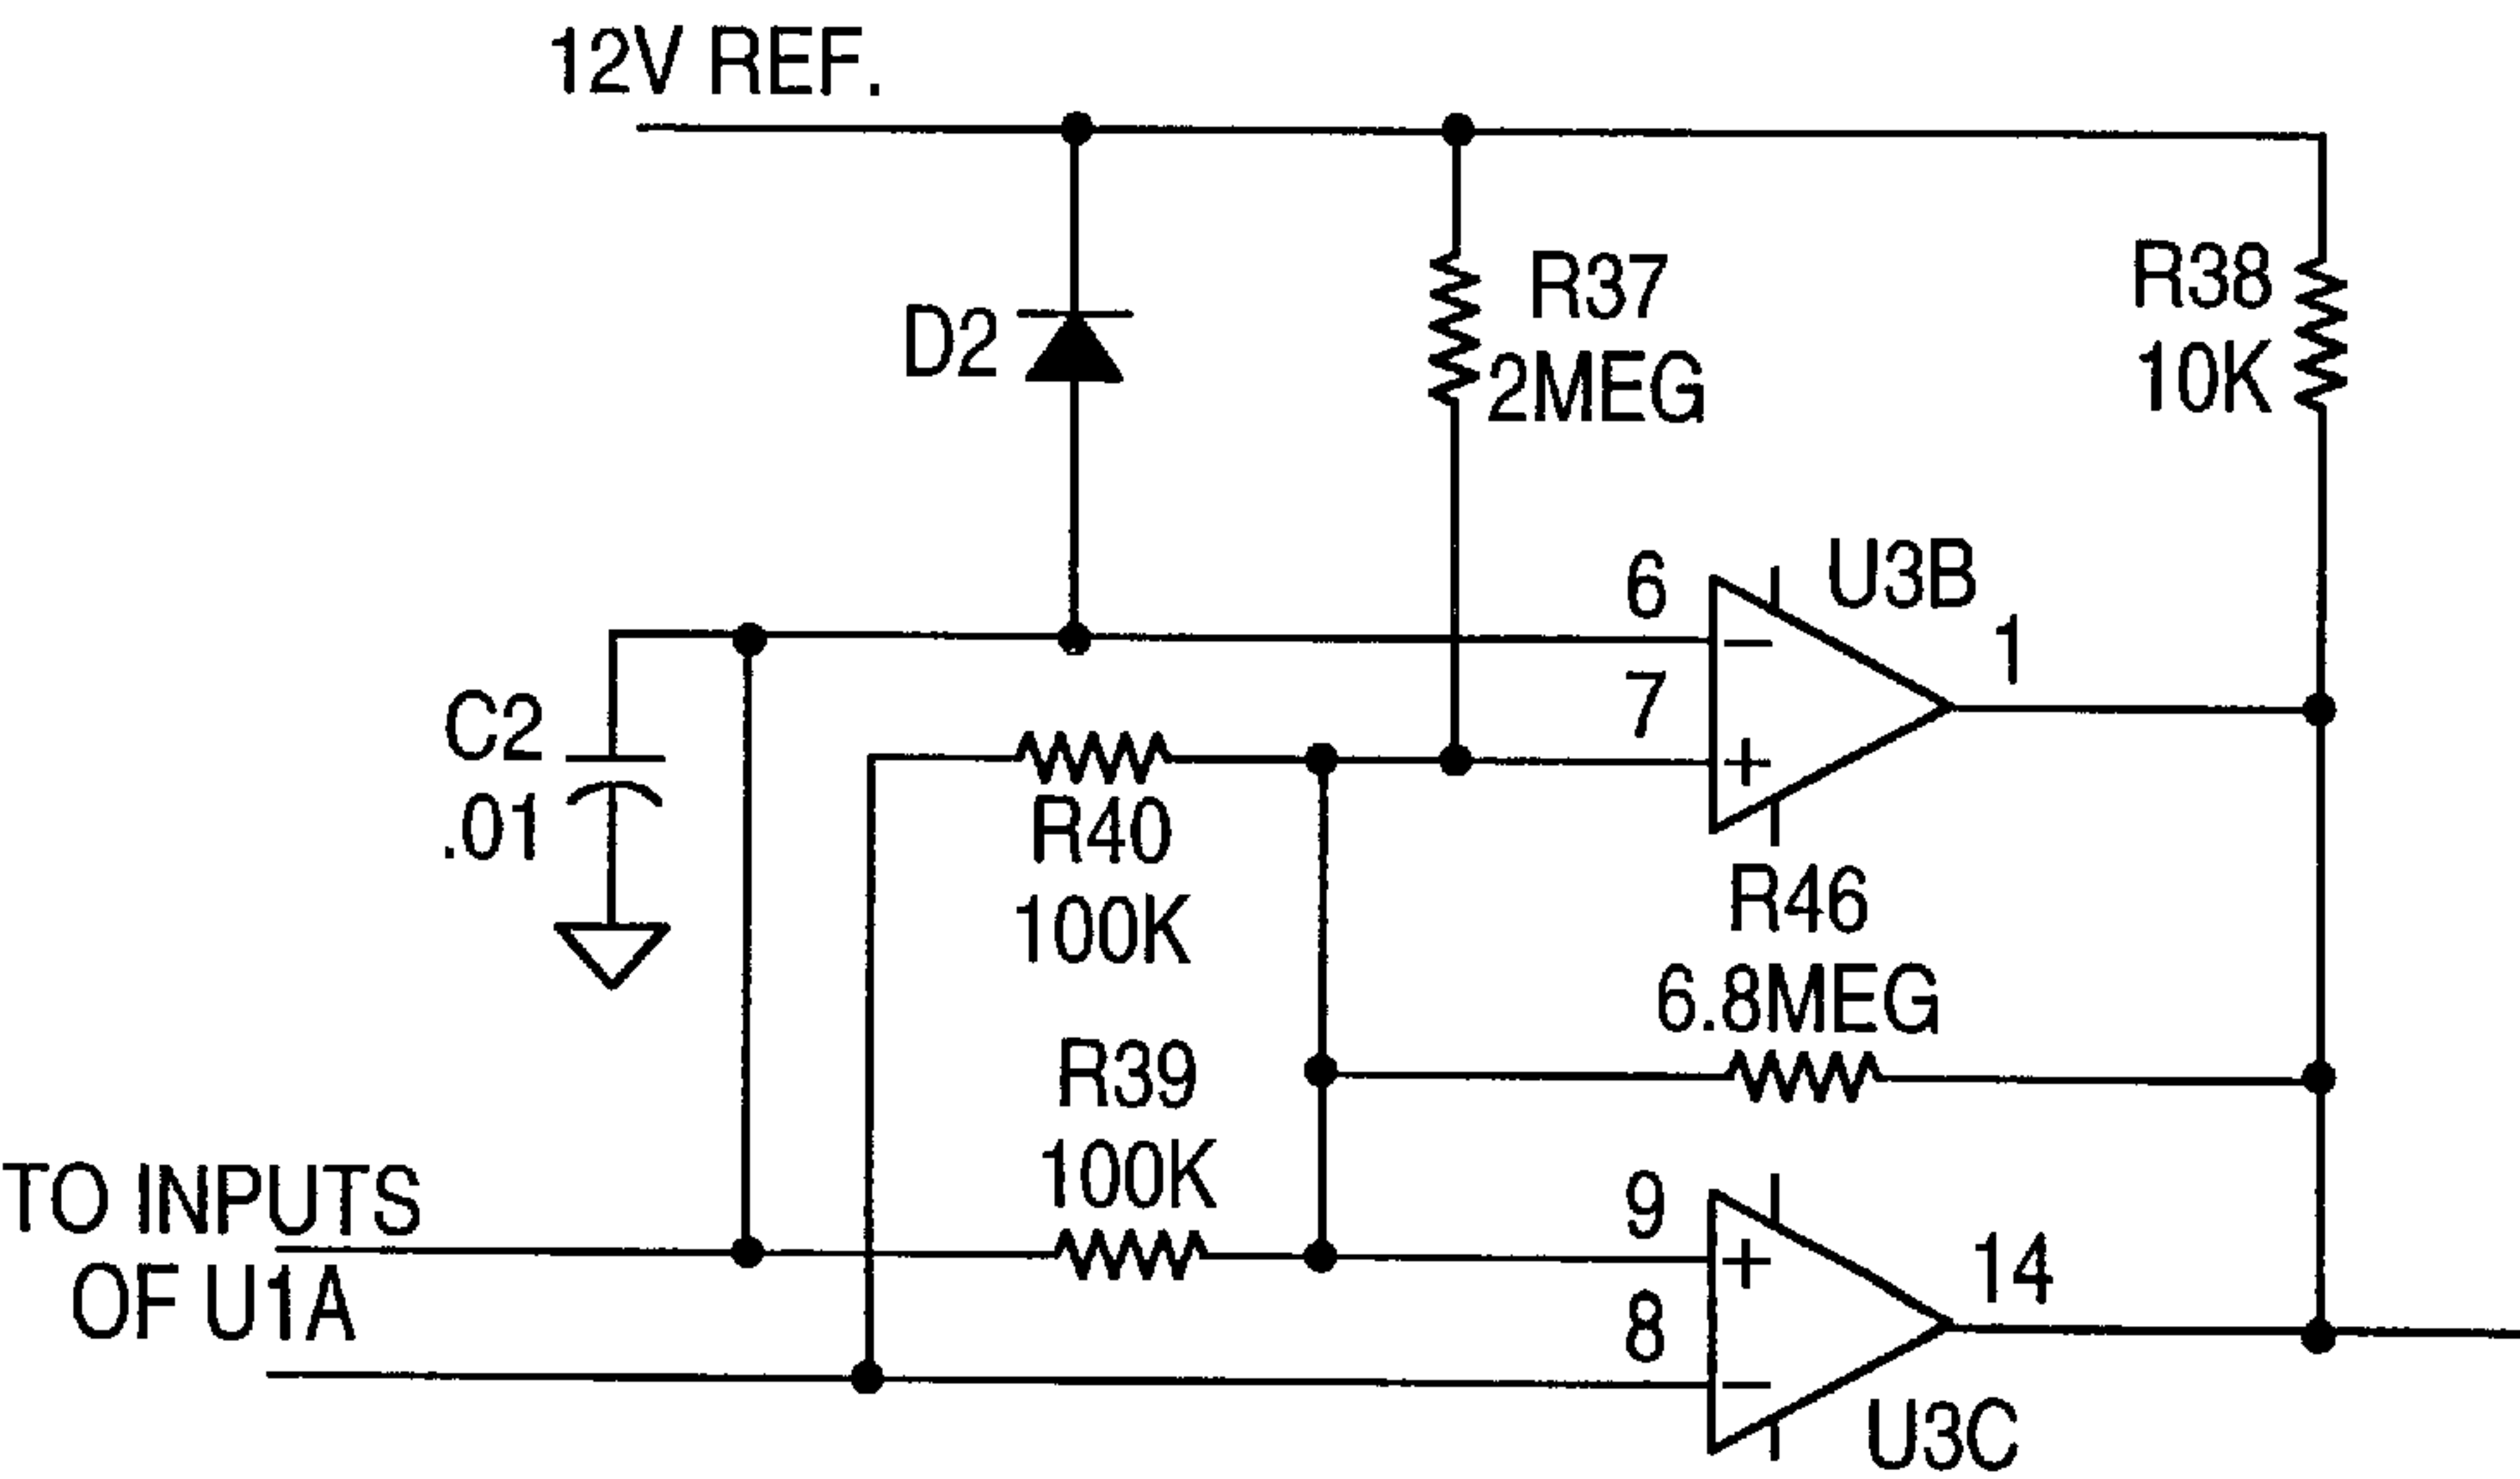 12V REF.
D2
R37
2MEG
R38
10K
U3B
6
7
1
C2
.01
R40
100K
R46
6.8MEG
R39
100K
TO INPUTS
OF U1A
9
8
14
U3C